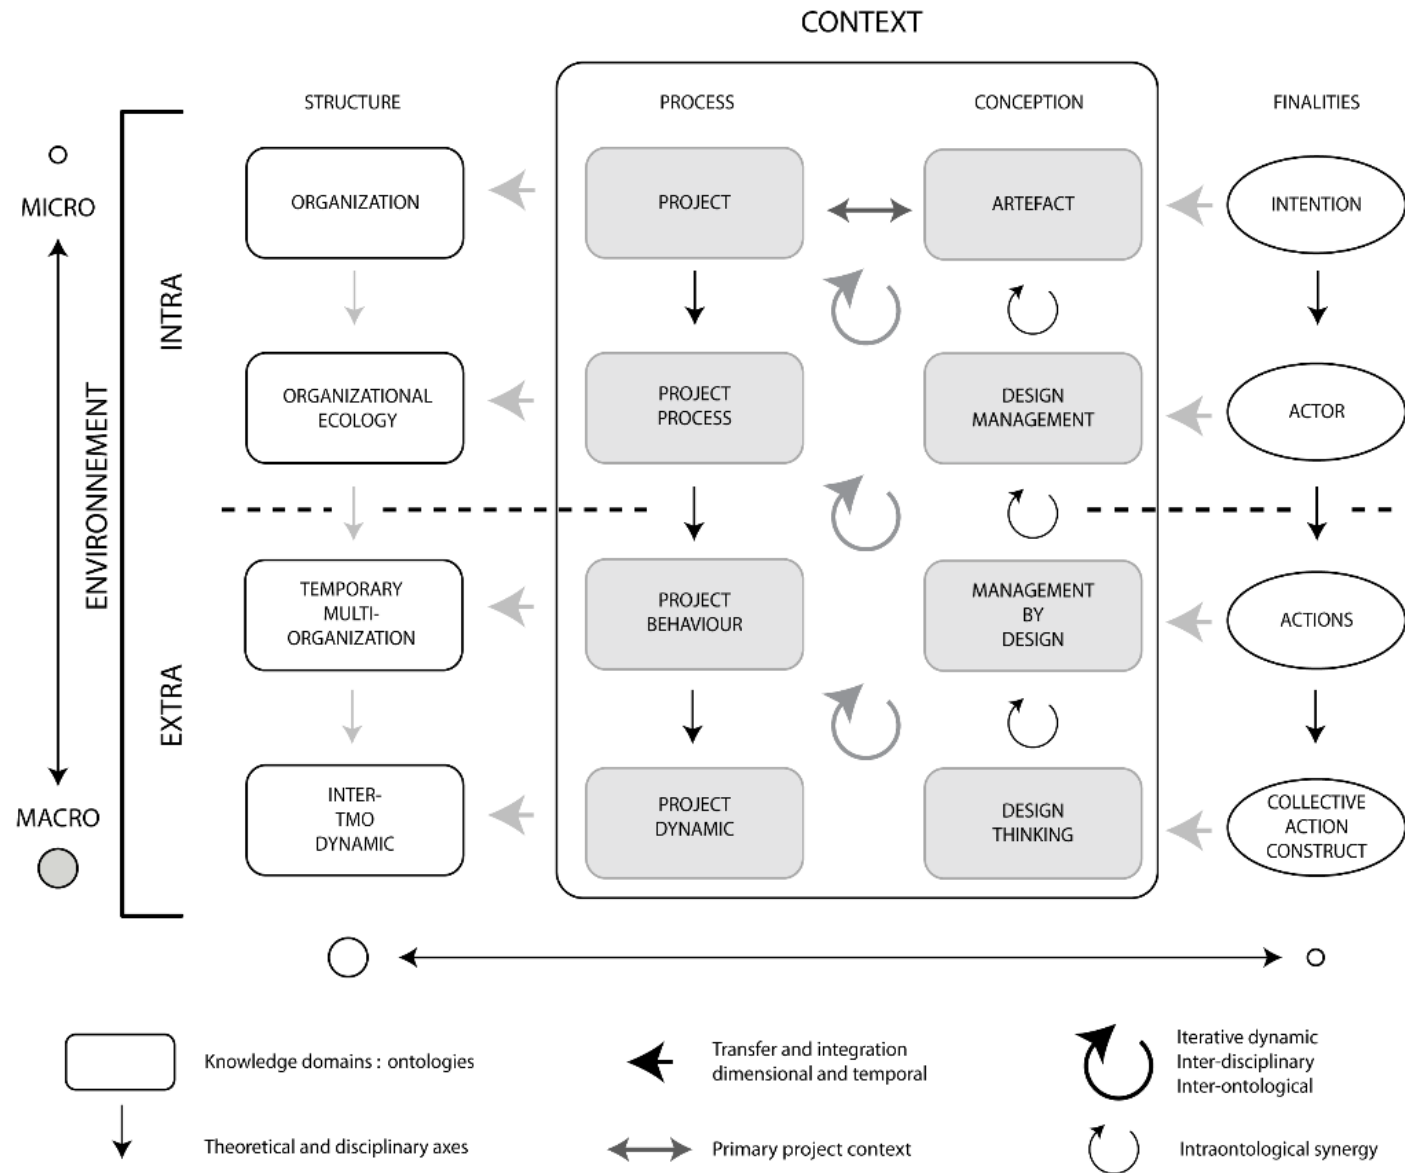 CONTEXT
STRUCTURE
PROCESS
CONCEPTION
FINALITIES
MICRO
MACRO
ENVIRONNEMENT
INTRA
EXTRA
ORGANIZATION
PROJECT
ARTEFACT
INTENTION
ORGANIZATIONAL
ECOLOGY
PROJECT
PROCESS
DESIGN
MANAGEMENT
ACTOR
TEMPORARY
MULTI-
ORGANIZATION
PROJECT
BEHAVIOUR
MANAGEMENT
BY
DESIGN
ACTIONS
INTER-
TMO
DYNAMIC
PROJECT
DYNAMIC
DESIGN
THINKING
COLLECTIVE
ACTION
CONSTRUCT
Knowledge domains : ontologies
Transfer and integration
dimensional and temporal
Iterative dynamic
Inter-disciplinary
Inter-ontological
Theoretical and disciplinary axes
Primary project context
Intraontological synergy